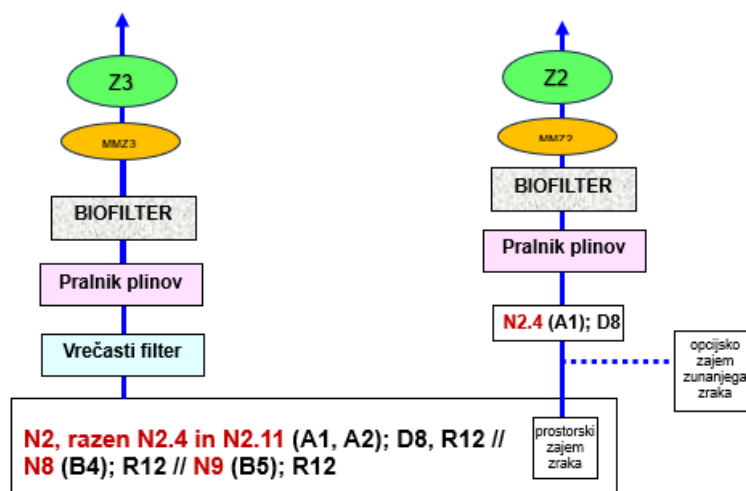 Z3
Z2
MMZ3
MMZ2
BIOFILTER
BIOFILTER
Pralnik plinov
Pralnik plinov
N2.4 (A1); D8
Vrečasti filter
opcijsko
zajem
zunanjega
zraka
N2, razen N2.4 in N2.11 (A1, A2); D8, R12 //
N8 (B4); R12 // N9 (B5); R12
prostorski
zajem
zraka